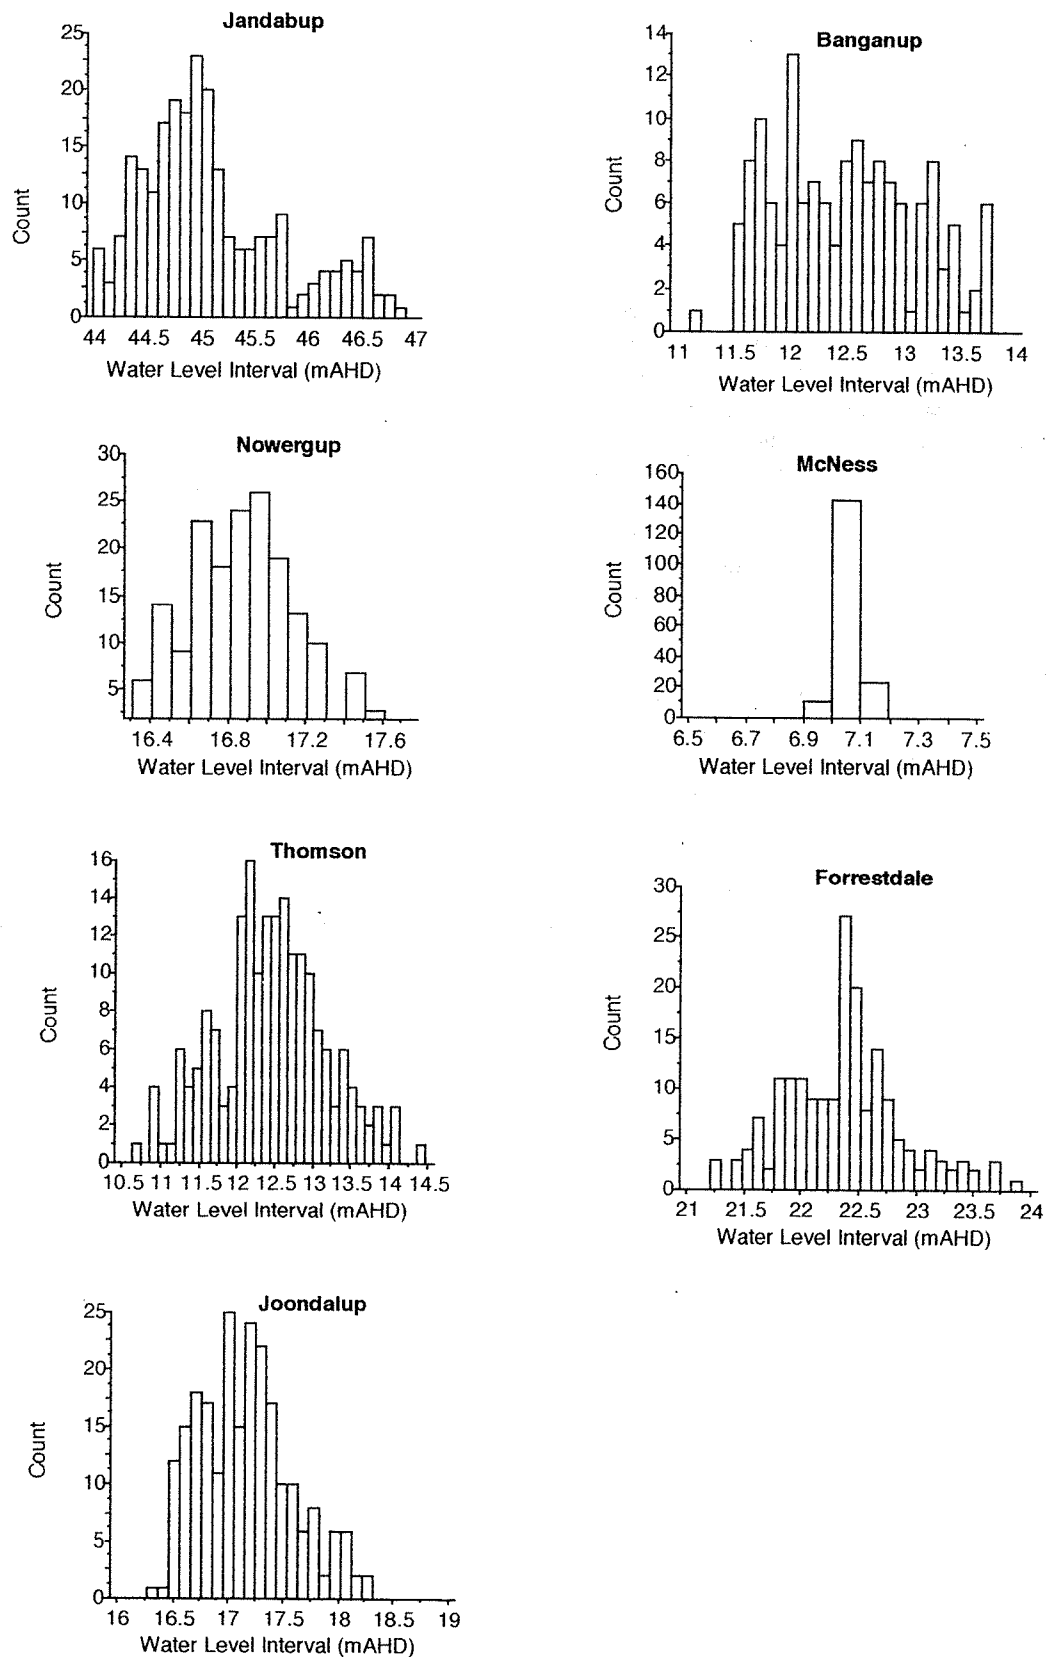 Jandabup
25
20
15
10
5
0
Count
44 44.5 45 45.5 46 46.5 47
Water Level Interval (mAHD)
Banganup
14
12
10
8
6
4
2
0
Count
11 11.5 12 12.5 13 13.5 14
Water Level Interval (mAHD)
Nowergup
30
25
20
15
10
5
Count
16.4 16.8 17.2 17.6
Water Level Interval (mAHD)
McNess
160
140
120
100
80
60
40
20
0
Count
6.5 6.7 6.9 7.1 7.3 7.5
Water Level Interval (mAHD)
Thomson
16
14
12
10
8
6
4
2
0
Count
10.5 11 11.5 12 12.5 13 13.5 14 14.5
Water Level Interval (mAHD)
Forrestdale
30
25
20
15
10
5
0
Count
21 21.5 22 22.5 23 23.5 24
Water Level Interval (mAHD)
Joondalup
25
20
15
10
5
0
Count
16 16.5 17 17.5 18 18.5 19
Water Level Interval (mAHD)